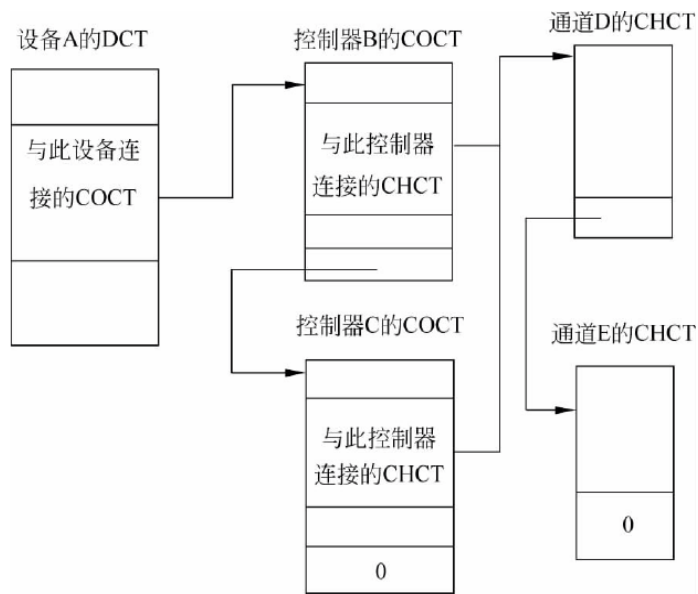 设备A的DCT
控制器B的COCT
通道D的CHCT
与此设备连
接的COCT
与此控制器
连接的CHCT
控制器C的COCT
通道E的CHCT
与此控制器
连接的CHCT
0
0